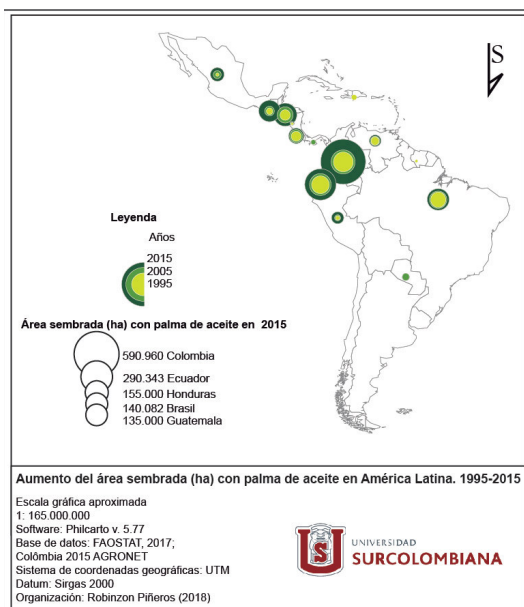 S
Leyenda
Años
2015
2005
1995
Área sembrada (ha) con palma de aceite en 2015
590.960 Colombia
290.343 Ecuador
155.000 Honduras
140.082 Brasil
135.000 Guatemala
Aumento del área sembrada (ha) con palma de aceite en América Latina. 1995-2015
Escala gráfica aproximada
1: 165.000.000
Software: Philcarto v. 5.77
Base de datos: FAOSTAT, 2017;
Colômbia 2015 AGRONET
Sistema de coordenadas geográficas: UTM
Datum: Sirgas 2000
Organización: Robinzon Piñeros (2018)
UNIVERSIDAD
SURCOLOMBIANA